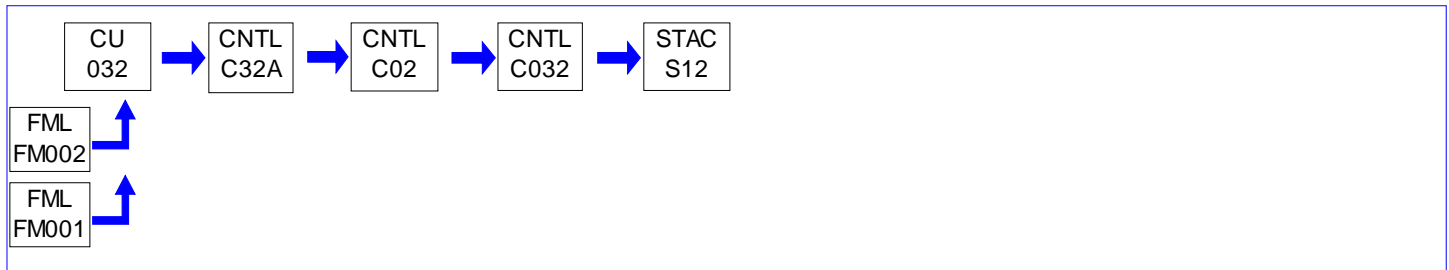 CU
032
CNTL
C32A
CNTL
C02
CNTL
C032
STAC
S12
FML
FM002
FML
FM001